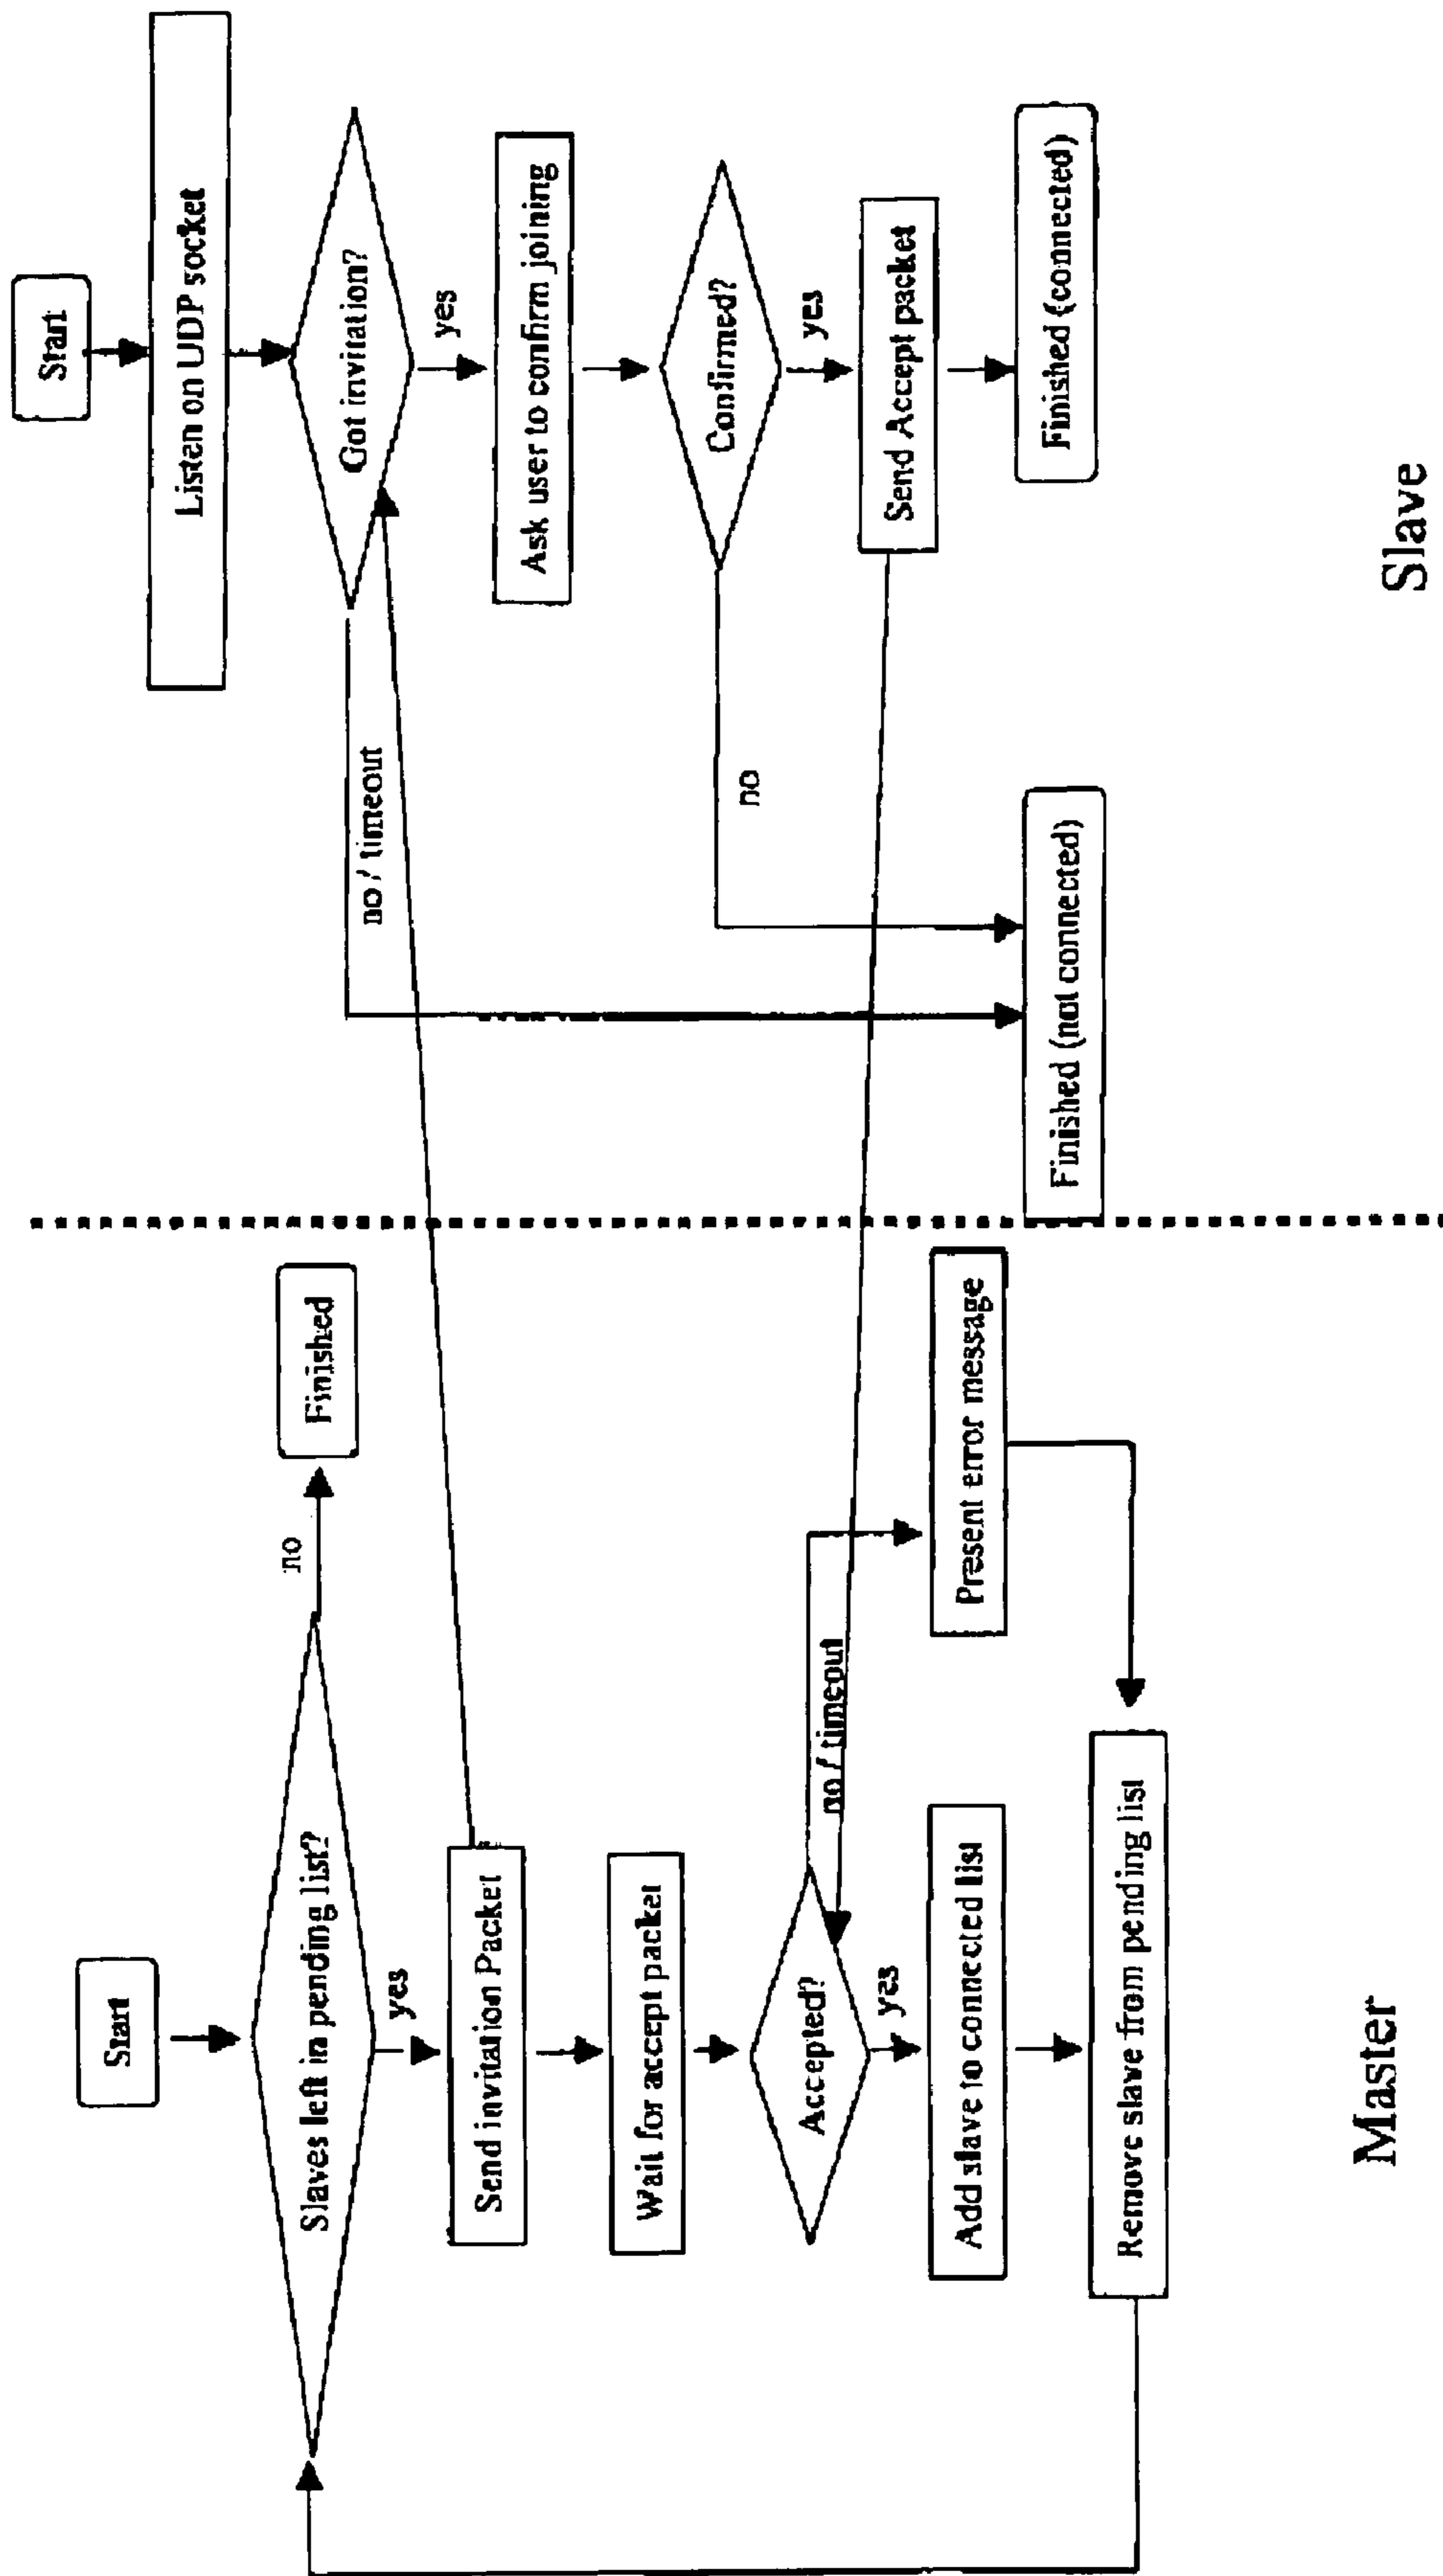 Start
Slaves left in pending list?
no
Finished
yes
Send invitation Packet
Wait for accept packet
Accepted?
no / timeout
yes
Present error message
Add slave to connected list
Remove slave from pending list
Master
Start
Listen on UDP socket
Got invitation?
no / timeout
yes
Ask user to confirm joining
Confirmed?
no
yes
Send Accept packet
Finished (not connected)
Finished (connected)
Slave